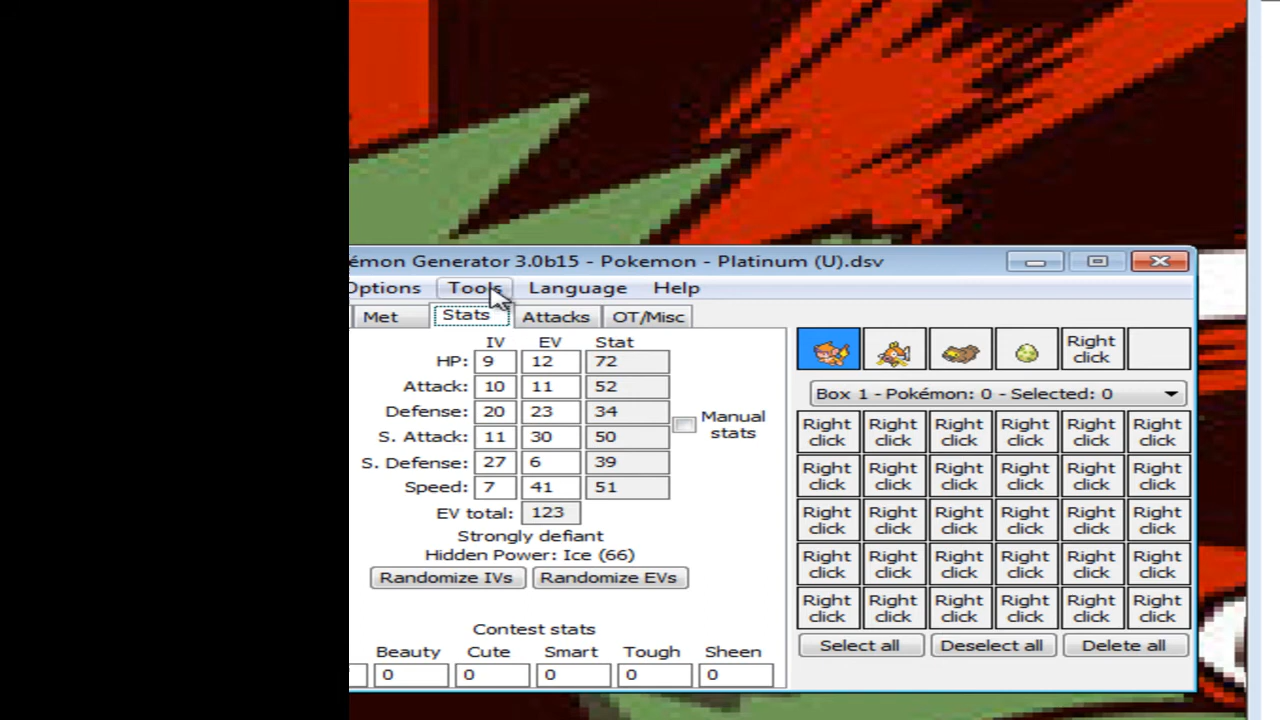 émon Generator 3.0b15 - Pokemon - Platinum (U).dsv
Options Tools Language Help
Met Stats Attacks OT/Misc
IV EV Stat
HP: 9 12 72
Attack: 10 11 52
Defense: 20 23 34
S. Attack: 11 30 50
S. Defense: 27 6 39
Speed: 7 41 51
EV total: 123
Manual
stats
Strongly defiant
Hidden Power: Ice (66)
Randomize IVs Randomize EVs
Contest stats
Beauty Cute Smart Tough Sheen
0 0 0 0 0
Right
click
Box 1 - Pokémon: 0 - Selected: 0
Right Right Right Right Right Right
click click click click click click
Right Right Right Right Right Right
click click click click click click
Right Right Right Right Right Right
click click click click click click
Right Right Right Right Right Right
click click click click click click
Right Right Right Right Right Right
click click click click click click
Select all Deselect all Delete all